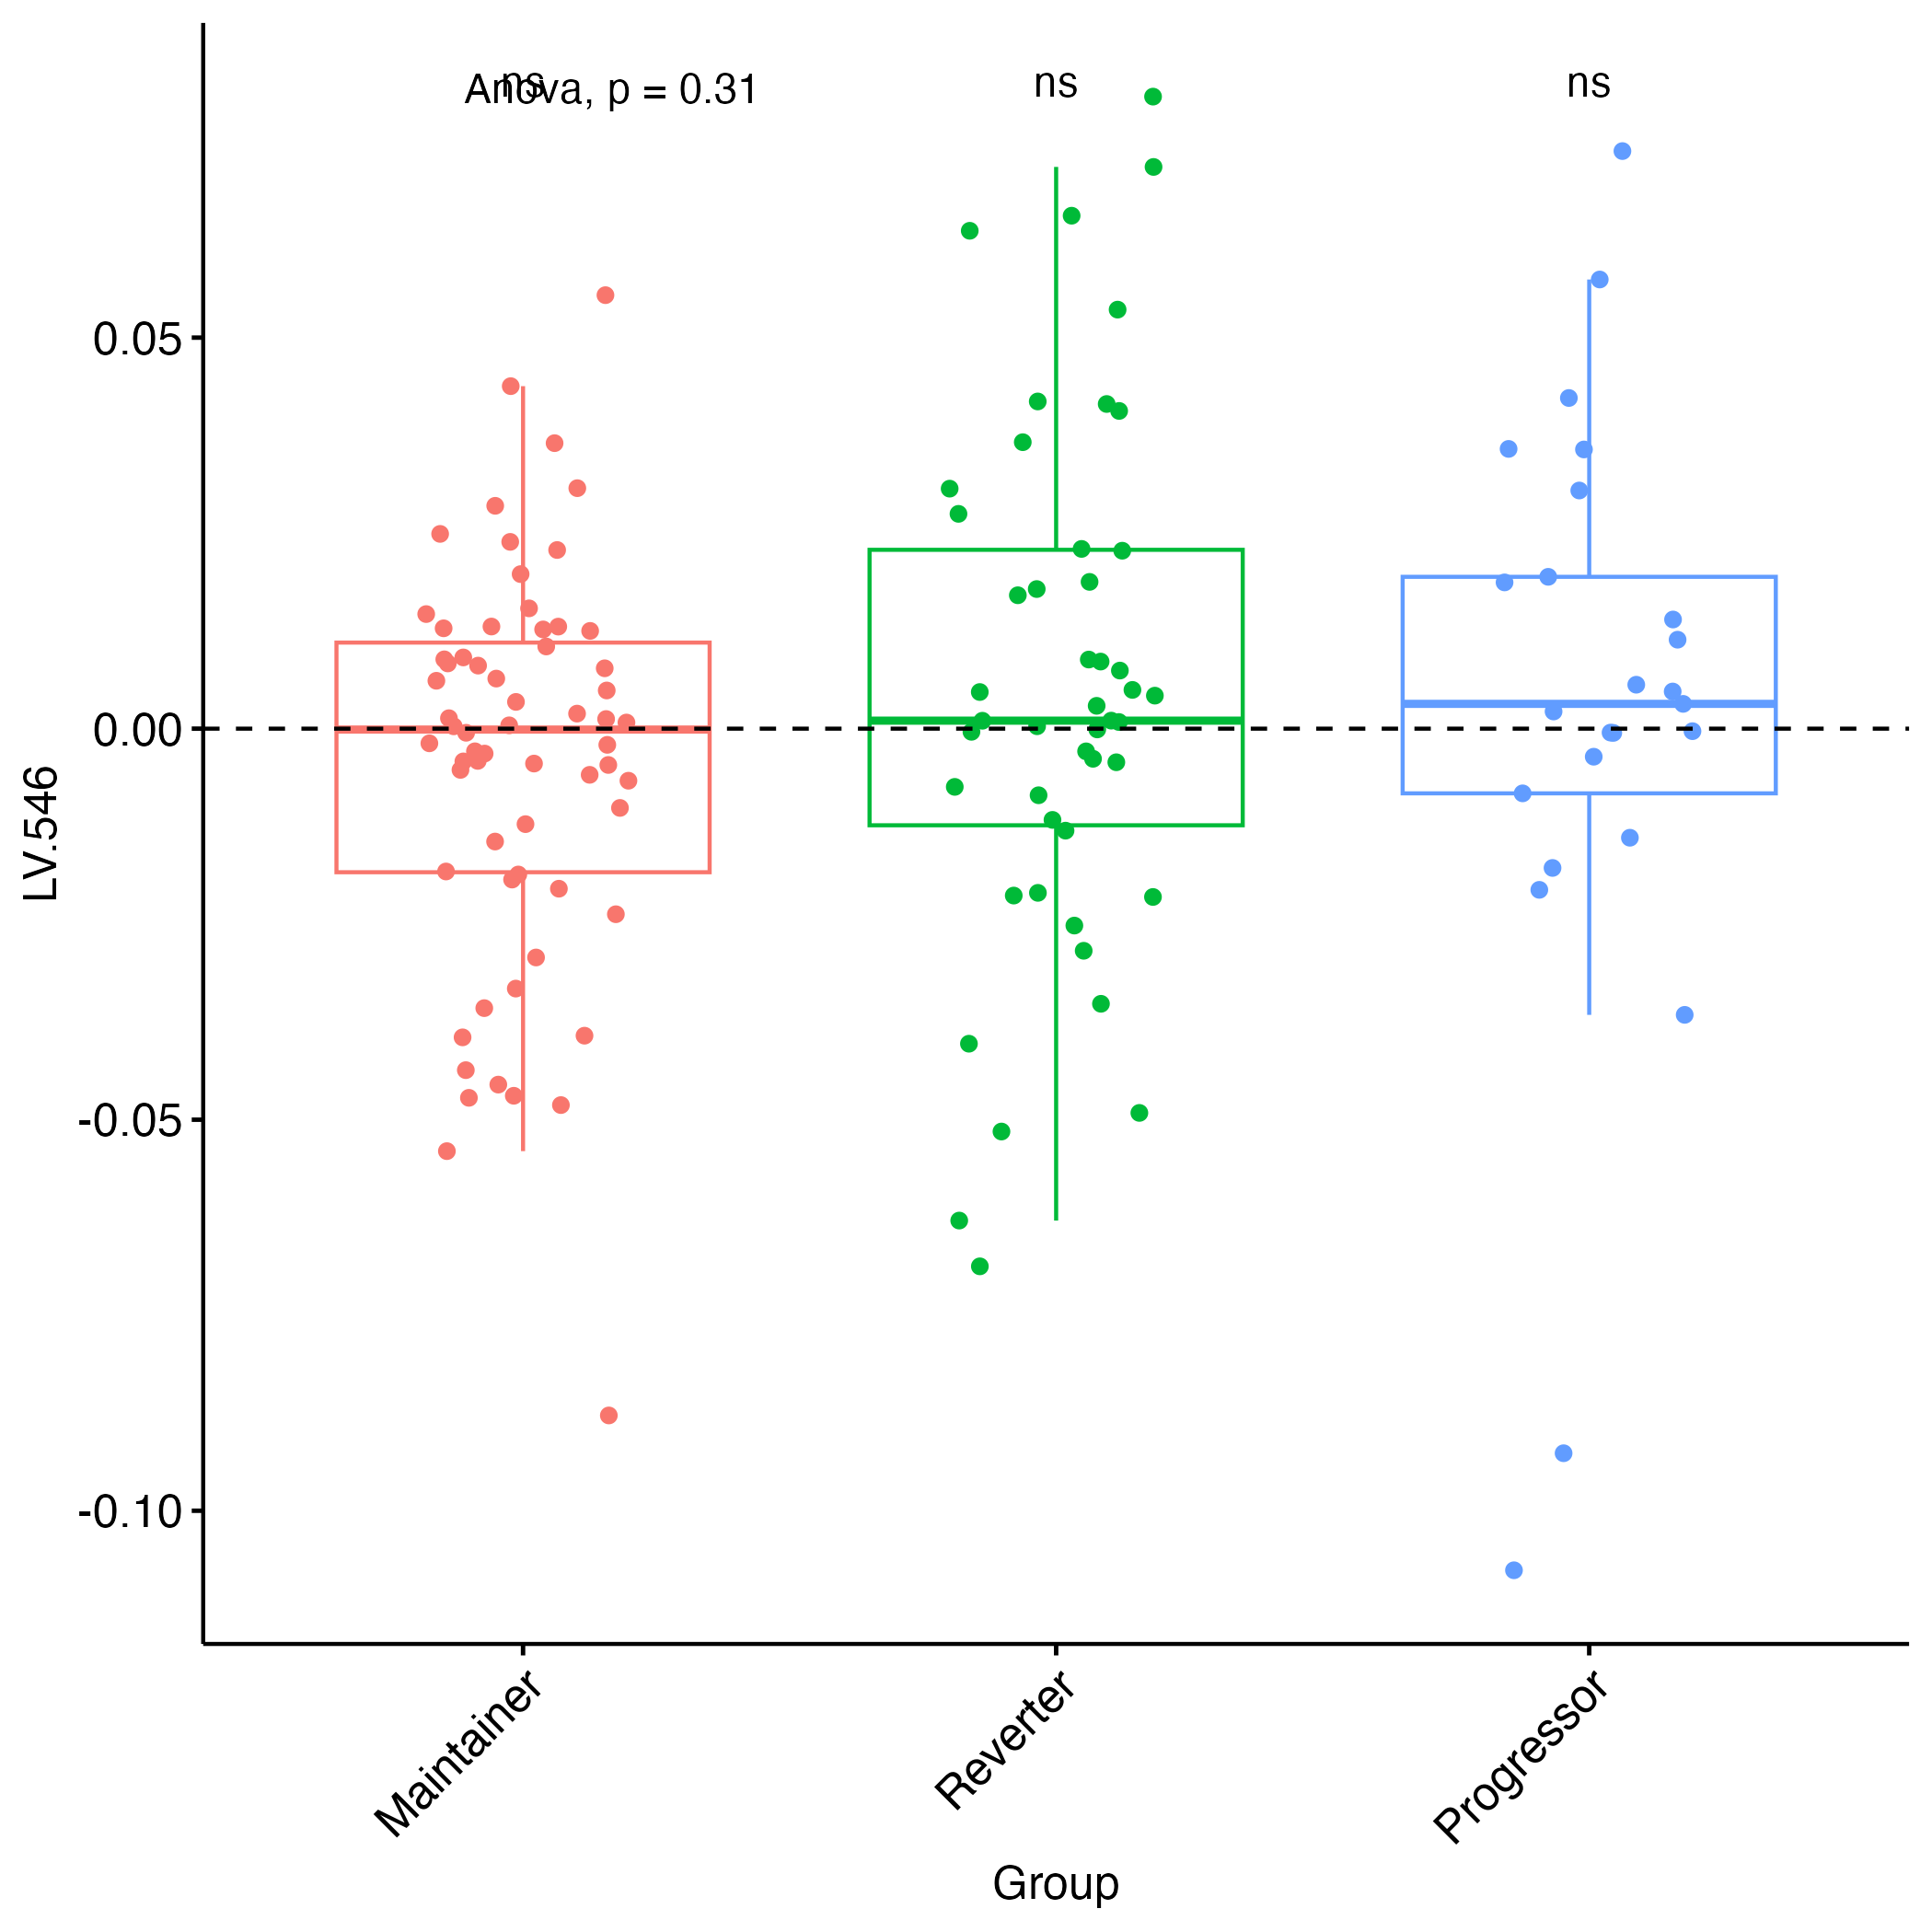 ns
Anova, p = 0.31
ns
ns
0.05
0.00
-0.05
-0.10
LV.546
Maintainer
Reverter
Progressor
Group